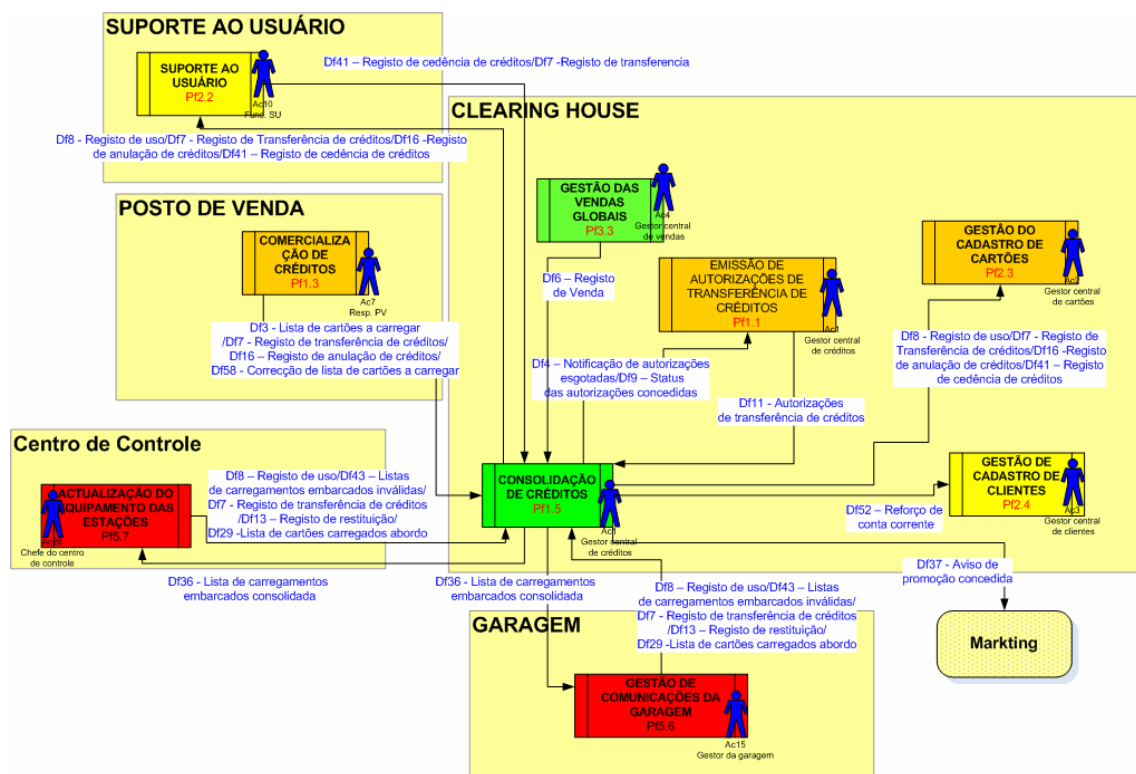 SUPORTE AO USUÁRIO
SUPORTE AO
USUÁRIO
Pf2.2
Ac10
Func. SU
Df41 – Registo de cedência de créditos/Df7 -Registo de transferencia
Df8 - Registo de uso/Df7 - Registo de Transferência de créditos/Df16 -Registo
de anulação de créditos/Df41 – Registo de cedência de créditos
CLEARING HOUSE
GESTÃO DAS
VENDAS
GLOBAIS
Pf3.3
Ac4
Gestor central
de vendas
POSTO DE VENDA
COMERCIALIZA
ÇÃO DE
CRÉDITOS
Pf1.3
Ac7
Resp. PV
Df6 – Registo
de Venda
EMISSÃO DE
AUTORIZAÇÕES DE
TRANSFERÊNCIA DE
CRÉDITOS
Pf1.1
Ac1
Gestor central
de créditos
GESTÃO DO
CADASTRO DE
CARTÕES
Pf2.3
Ac2
Gestor central
de cartões
Df3 - Lista de cartões a carregar
/Df7 - Registo de transferência de créditos/
Df16 – Registo de anulação de créditos/
Df58 - Correcção de lista de cartões a carregar
Df4 – Notificação de autorizações
esgotadas/Df9 – Status
das autorizações concedidas
Df8 - Registo de uso/Df7 - Registo de
Transferência de créditos/Df16 -Registo
de anulação de créditos/Df41 – Registo
de cedência de créditos
Df11 - Autorizações
de transferência de créditos
Centro de Controle
ACTUALIZAÇÃO DO
EQUIPAMENTO DAS
ESTAÇÕES
Pf5.7
Chefe do centro
de controle
Df8 – Registo de uso/Df43 – Listas
de carregamentos embarcados inválidas/
Df7 - Registo de transferência de créditos
/Df13 – Registo de restituição/
Df29 -Lista de cartões carregados abordo
CONSOLIDAÇÃO
DE CRÉDITOS
Pf1.5
Ac1
Gestor central
de créditos
GESTÃO DE
CADASTRO DE
CLIENTES
Pf2.4
Ac3
Gestor central
de clientes
Df52 – Reforço de
conta corrente
Df37 - Aviso de
promoção concedida
Df36 - Lista de carregamentos
embarcados consolidada
Df36 - Lista de carregamentos
embarcados consolidada
Df8 – Registo de uso/Df43 – Listas
de carregamentos embarcados inválidas/
Df7 - Registo de transferência de créditos
/Df13 – Registo de restituição/
Df29 -Lista de cartões carregados abordo
GARAGEM
GESTÃO DE
COMUNICAÇÕES DA
GARAGEM
Pf5.6
Ac15
Gestor da garagem
Markting